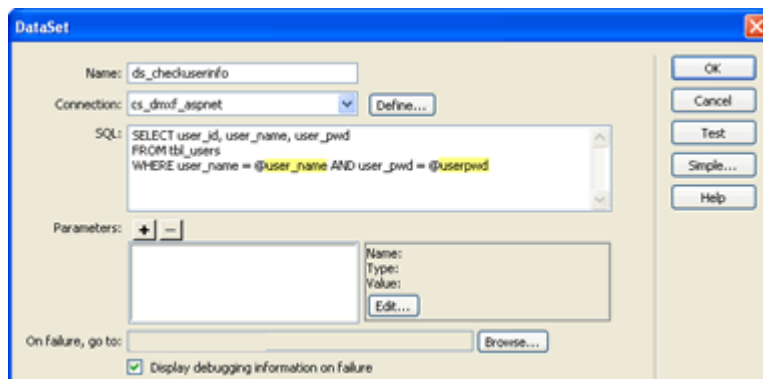 DataSet
Name: ds_checkuserinfo
OK
Connection: cs_dmxf_aspnet Define...
Cancel
SQL: SELECT user_id, user_name, user_pwd
FROM tbl_users
WHERE user_name = @user_name AND user_pwd = @userpwd
Test
Simple...
Help
Parameters: + −
Name:
Type:
Value:
Edit...
On failure, go to: Browse...
Display debugging information on failure